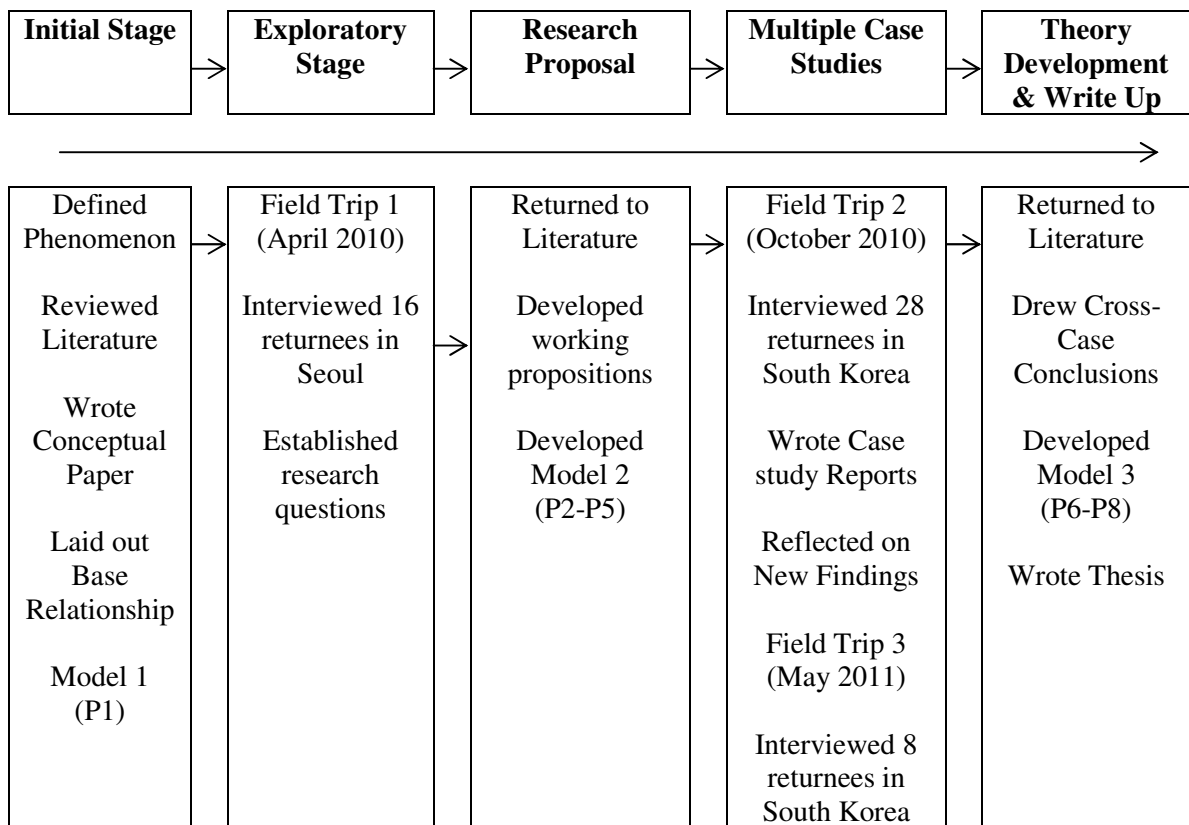 Initial Stage
Exploratory
Stage
Research
Proposal
Multiple Case
Studies
Theory
Development
& Write Up
Defined
Phenomenon
Reviewed
Literature
Wrote
Conceptual
Paper
Laid out
Base
Relationship
Model 1
(P1)
Field Trip 1
(April 2010)
Interviewed 16
returnees in
Seoul
Established
research
questions
Returned to
Literature
Developed
working
propositions
Developed
Model 2
(P2-P5)
Field Trip 2
(October 2010)
Interviewed 28
returnees in
South Korea
Wrote Case
study Reports
Reflected on
New Findings
Field Trip 3
(May 2011)
Interviewed 8
returnees in
South Korea
Returned to
Literature
Drew Cross-
Case
Conclusions
Developed
Model 3
(P6-P8)
Wrote Thesis